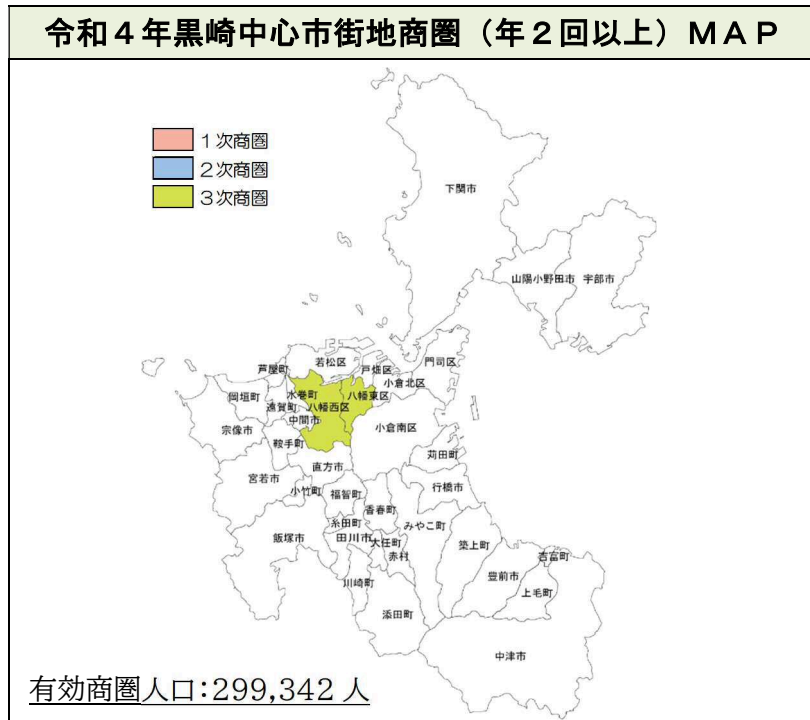 令和４年黒崎中心市街地商圏（年２回以上）ＭＡＰ
１次商圏
２次商圏
３次商圏
下関市
山陽小野田市
宇部市
若松区
門司区
芦屋町
戸畑区
小倉北区
岡垣町
水巻町
八幡東区
遠賀町
八幡西区
中間市
宗像市
小倉南区
鞍手町
苅田町
直方市
宮若市
行橋市
小竹町
福智町
香春町
糸田町
みやこ町
飯塚市
田川市
大任町
築上町
赤村
吉富町
豊前市
川崎町
上毛町
添田町
中津市
有効商圏人口：299,342 人